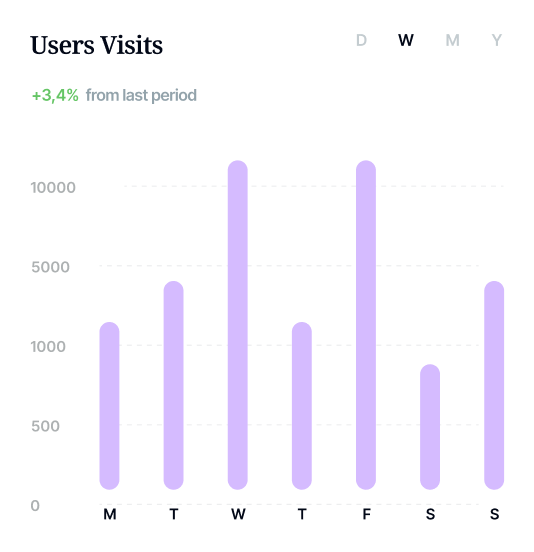 Users Visits
D W M Y
+3,4% from last period
10000
5000
1000
500
0
M T W T F S S